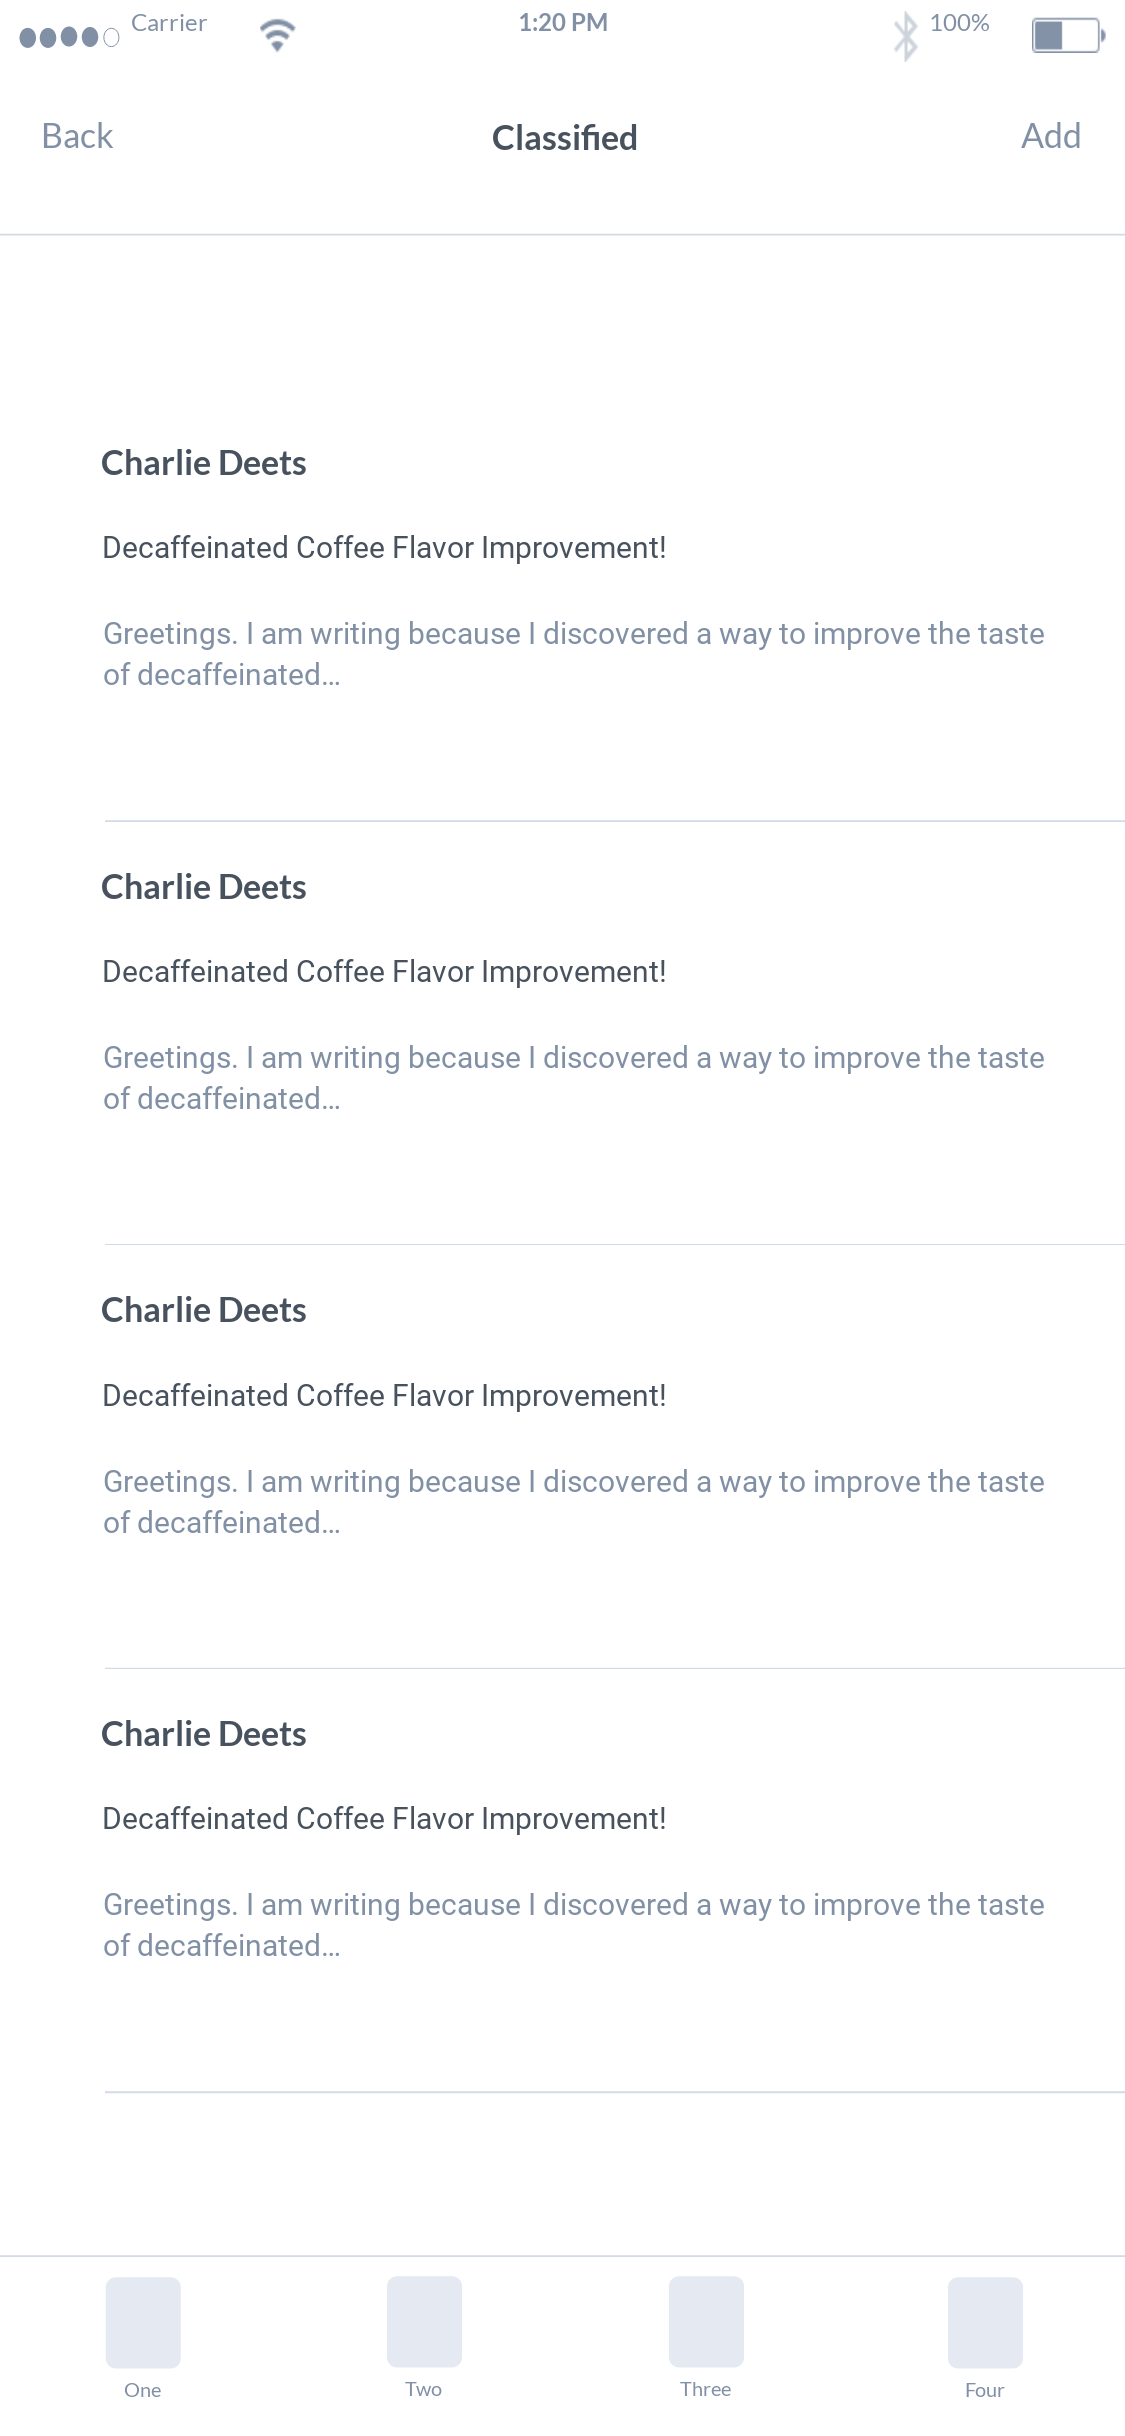 Carrier 1:20 PM 100%
Back Classified Add
Charlie Deets
Decaffeinated Coffee Flavor Improvement!
Greetings. I am writing because I discovered a way to improve the taste
of decaffeinated…
Charlie Deets
Decaffeinated Coffee Flavor Improvement!
Greetings. I am writing because I discovered a way to improve the taste
of decaffeinated…
Charlie Deets
Decaffeinated Coffee Flavor Improvement!
Greetings. I am writing because I discovered a way to improve the taste
of decaffeinated…
Charlie Deets
Decaffeinated Coffee Flavor Improvement!
Greetings. I am writing because I discovered a way to improve the taste
of decaffeinated…
One Two Three Four